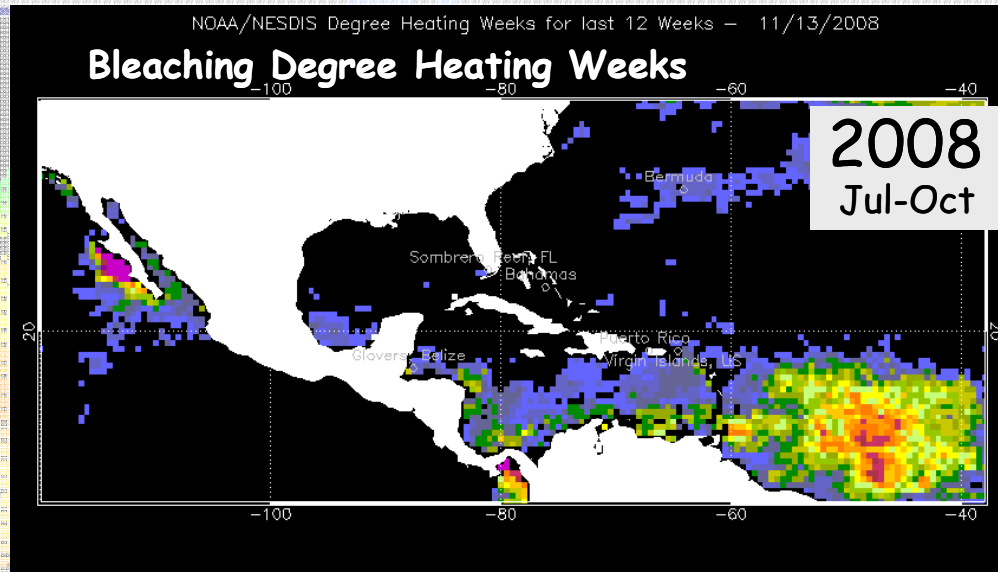 NOAA/NESDIS Degree Heating Weeks for last 12 Weeks – 11/13/2008
Bleaching Degree Heating Weeks
-100 -80 -60 -40
2008
Jul-Oct
Bermuda
Sombrero Reef, FL
Bahamas
20
Puerto Rico
Glovers, Belize
Virgin Islands, US
-100 -80 -60 -40